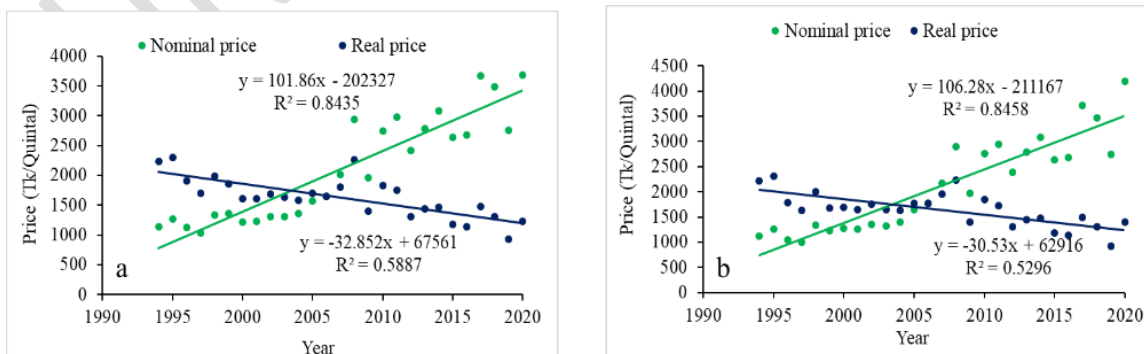 Nominal price Real price
y = 101.86x - 202327
R² = 0.8435
y = -32.852x + 67561
R² = 0.5887
a
Price (Tk/Quintal)
4000
3500
3000
2500
2000
1500
1000
500
0
1990 1995 2000 2005 2010 2015 2020
Year
Nominal price Real price
y = 106.28x - 211167
R² = 0.8458
y = -30.53x + 62916
R² = 0.5296
b
Price (Tk/Quintal)
4500
4000
3500
3000
2500
2000
1500
1000
500
0
1990 1995 2000 2005 2010 2015 2020
Year